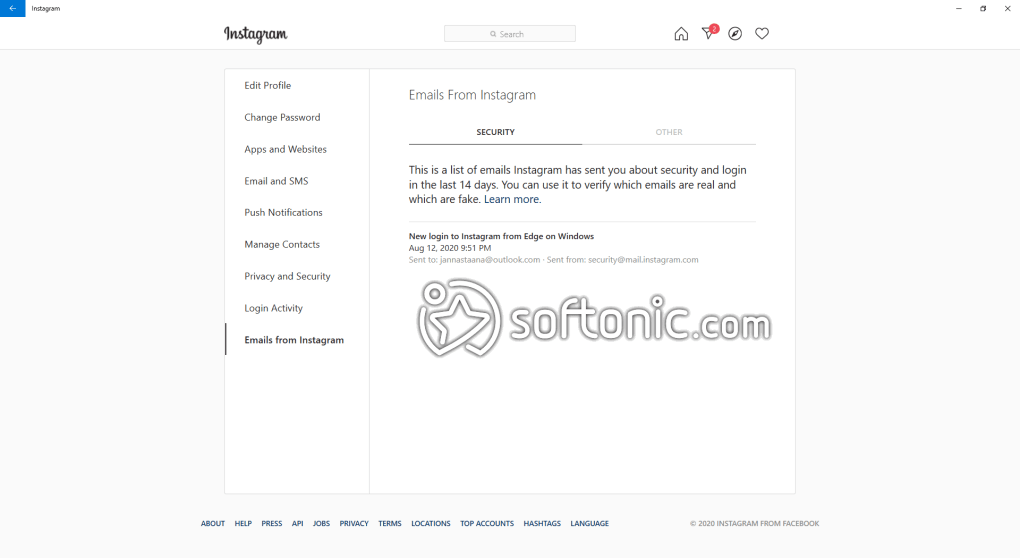 Instagram
Instagram
Search
2
Edit Profile
Change Password
Apps and Websites
Email and SMS
Push Notifications
Manage Contacts
Privacy and Security
Login Activity
Emails from Instagram
Emails From Instagram
SECURITY OTHER
This is a list of emails Instagram has sent you about security and login
in the last 14 days. You can use it to verify which emails are real and
which are fake. Learn more.
New login to Instagram from Edge on Windows
Aug 12, 2020 9:51 PM
Sent to: jannastaana@outlook.com · Sent from: security@mail.instagram.com
softonic.com
ABOUT HELP PRESS API JOBS PRIVACY TERMS LOCATIONS TOP ACCOUNTS HASHTAGS LANGUAGE © 2020 INSTAGRAM FROM FACEBOOK